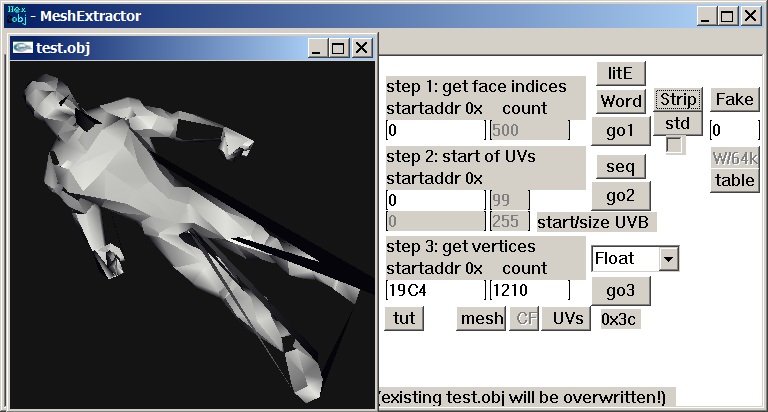 Hex obj - MeshExtractor
test.obj
litE
step 1: get face indices
startaddr 0x count
Word Strip Fake
0 500 go1 std 0
step 2: start of UVs
startaddr 0x
seq W/64k
table
0 99 go2
0 255 start/size UVB
step 3: get vertices
startaddr 0x count
Float
19C4 1210 go3
tut mesh CF UVs 0x3c
(existing test.obj will be overwritten!)